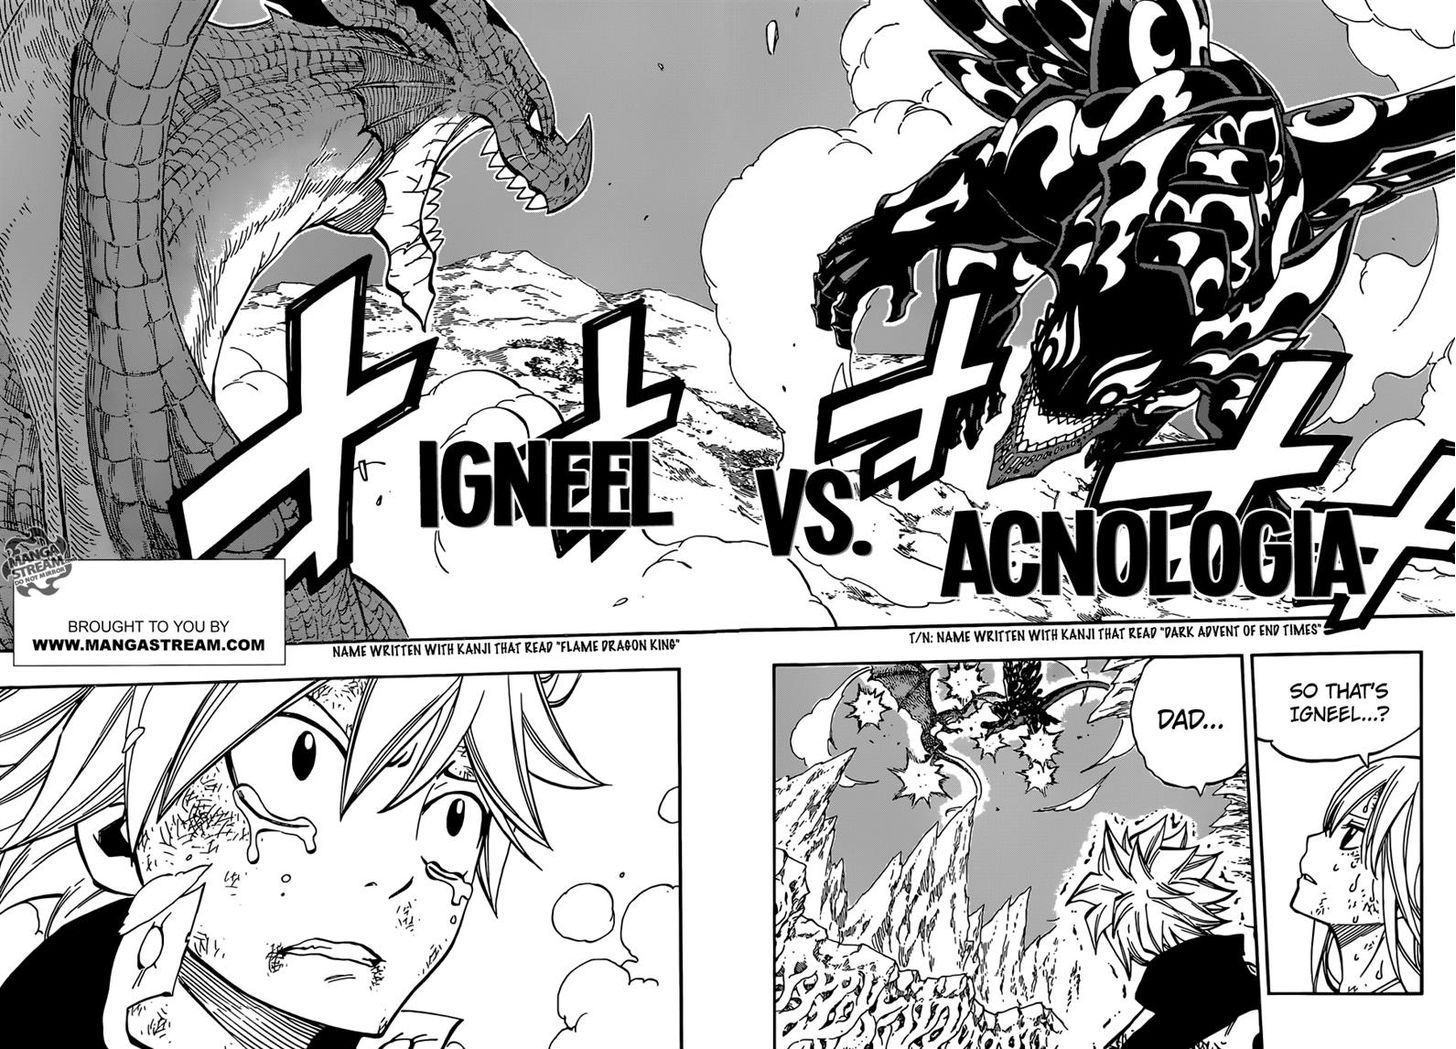 IGNEEL
VS.
ACNOLOGIA
MANGA
STREAM
DO NOT MIRROR
BROUGHT TO YOU BY
WWW.MANGASTREAM.COM
NAME WRITTEN WITH KANJI THAT READ "FLAME DRAGON KING"
T/N: NAME WRITTEN WITH KANJI THAT READ "DARK ADVENT OF END TIMES"
SO THAT'S
IGNEEL...?
DAD...